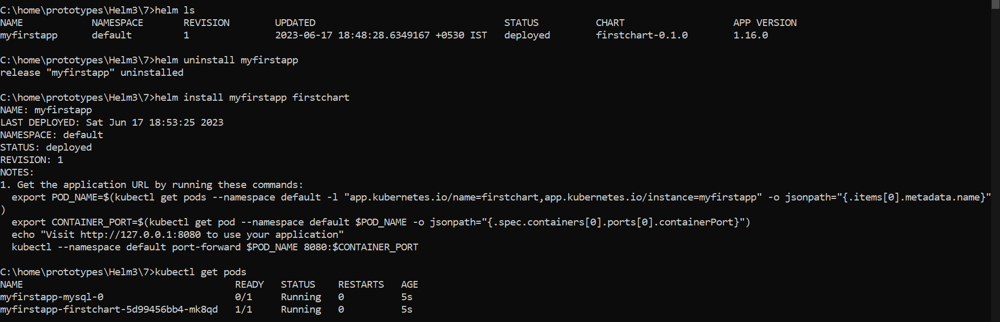 C:\home\prototypes\Helm3\7>helm ls
NAME            NAMESPACE       REVISION        UPDATED                                 STATUS          CHART                   APP VERSION
myfirstapp      default         1               2023-06-17 18:48:28.6349167 +0530 IST   deployed        firstchart-0.1.0        1.16.0
C:\home\prototypes\Helm3\7>helm uninstall myfirstapp
release "myfirstapp" uninstalled
C:\home\prototypes\Helm3\7>helm install myfirstapp firstchart
NAME: myfirstapp
LAST DEPLOYED: Sat Jun 17 18:53:25 2023
NAMESPACE: default
STATUS: deployed
REVISION: 1
NOTES:
1. Get the application URL by running these commands:
  export POD_NAME=$(kubectl get pods --namespace default -l "app.kubernetes.io/name=firstchart,app.kubernetes.io/instance=myfirstapp" -o jsonpath="{.items[0].metadata.name}"
)
  export CONTAINER_PORT=$(kubectl get pod --namespace default $POD_NAME -o jsonpath="{.spec.containers[0].ports[0].containerPort}")
  echo "Visit http://127.0.0.1:8080 to use your application"
  kubectl --namespace default port-forward $POD_NAME 8080:$CONTAINER_PORT
C:\home\prototypes\Helm3\7>kubectl get pods
NAME                                     READY   STATUS    RESTARTS   AGE
myfirstapp-mysql-0                       0/1     Running   0          5s
myfirstapp-firstchart-5d99456bb4-mk8qd   1/1     Running   0          5s